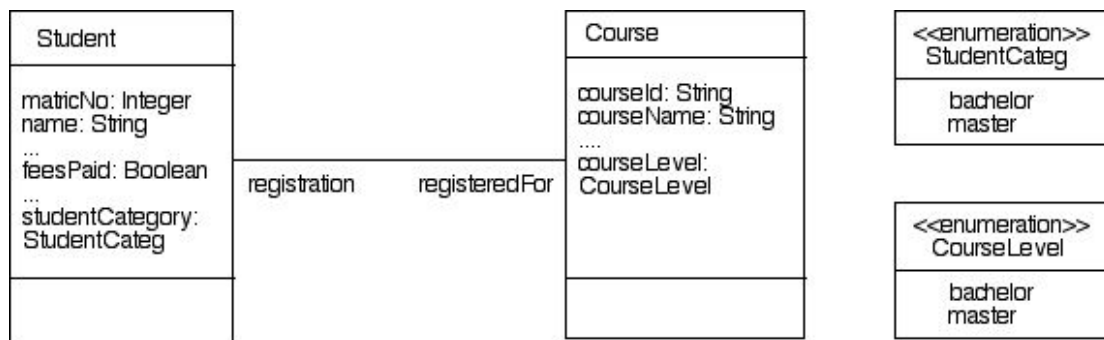 Student
matricNo: Integer
name: String
...
feesPaid: Boolean
...
studentCategory:
StudentCateg
registration
registeredFor
Course
courseId: String
courseName: String
....
courseLevel:
CourseLevel
<<enumeration>>
StudentCateg
bachelor
master
<<enumeration>>
CourseLevel
bachelor
master